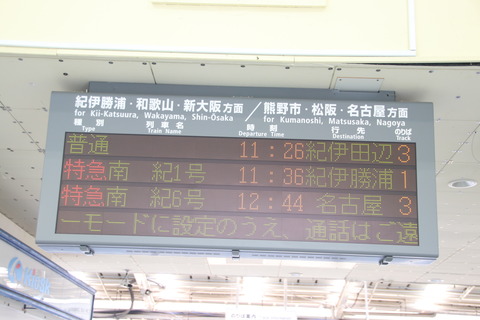 紀伊勝浦・和歌山・新大阪方面／熊野市・松阪・名古屋方面
for Kii-Katsuura, Wakayama, Shin-Ōsaka for Kumanoshi, Matsusaka, Nagoya
種別 列車名 時刻 行先 のりば
Type Train Name Departure Time Destination Track
普通 11:26 紀伊田辺 3
特急 南 紀1号 11:36 紀伊勝浦 1
特急 南 紀6号 12:44 名古屋 3
ーモードに設定のうえ、通話はご遠